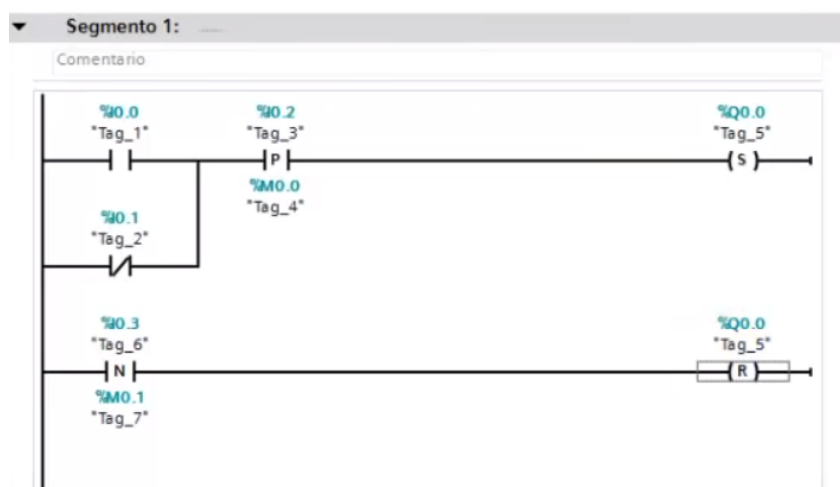 Segmento 1: .....
Comentario
%I0.0
"Tag_1"
%I0.2
"Tag_3"
P
%M0.0
"Tag_4"
%Q0.0
"Tag_5"
S
%I0.1
"Tag_2"
%I0.3
"Tag_6"
N
%M0.1
"Tag_7"
%Q0.0
"Tag_5"
R